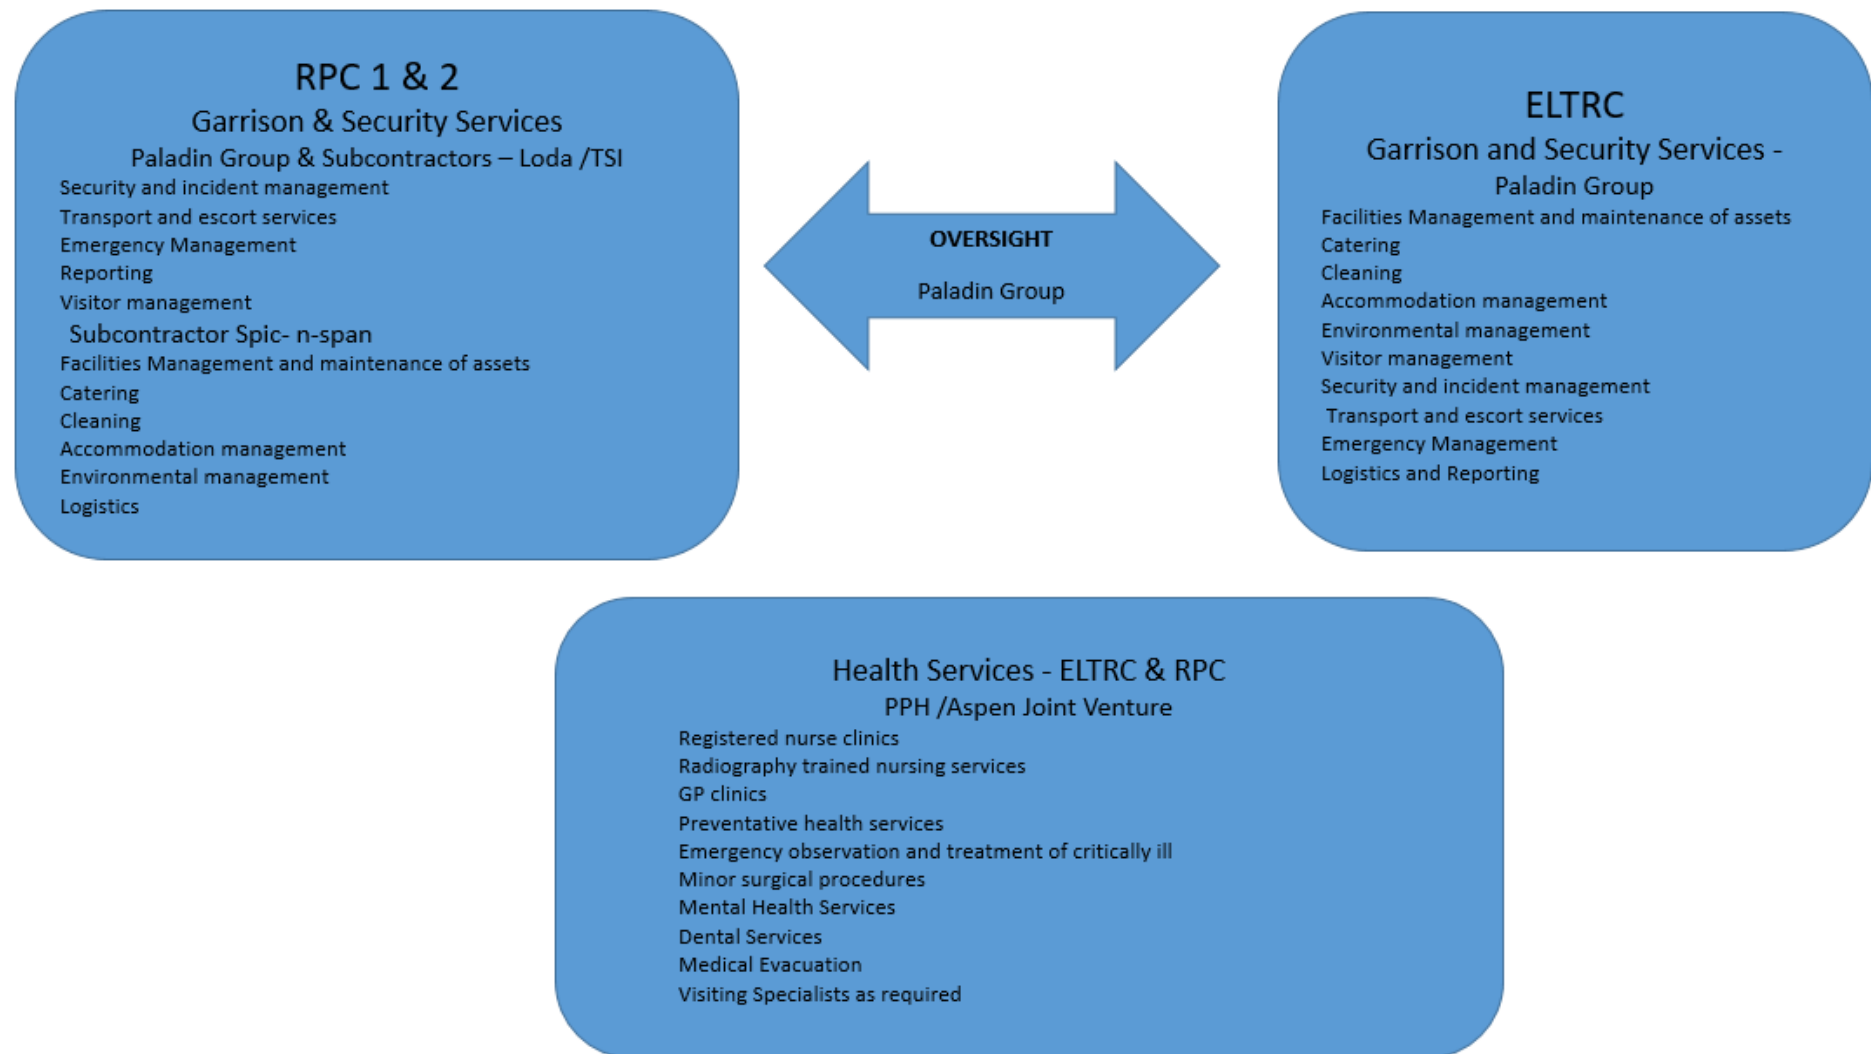 RPC 1 & 2
Garrison & Security Services
Paladin Group & Subcontractors – Loda /TSI
Security and incident management
Transport and escort services
Emergency Management
Reporting
Visitor management
Subcontractor Spic- n-span
Facilities Management and maintenance of assets
Catering
Cleaning
Accommodation management
Environmental management
Logistics
OVERSIGHT
Paladin Group
ELTRC
Garrison and Security Services -
Paladin Group
Facilities Management and maintenance of assets
Catering
Cleaning
Accommodation management
Environmental management
Visitor management
Security and incident management
Transport and escort services
Emergency Management
Logistics and Reporting
Health Services - ELTRC & RPC
PPH /Aspen Joint Venture
Registered nurse clinics
Radiography trained nursing services
GP clinics
Preventative health services
Emergency observation and treatment of critically ill
Minor surgical procedures
Mental Health Services
Dental Services
Medical Evacuation
Visiting Specialists as required